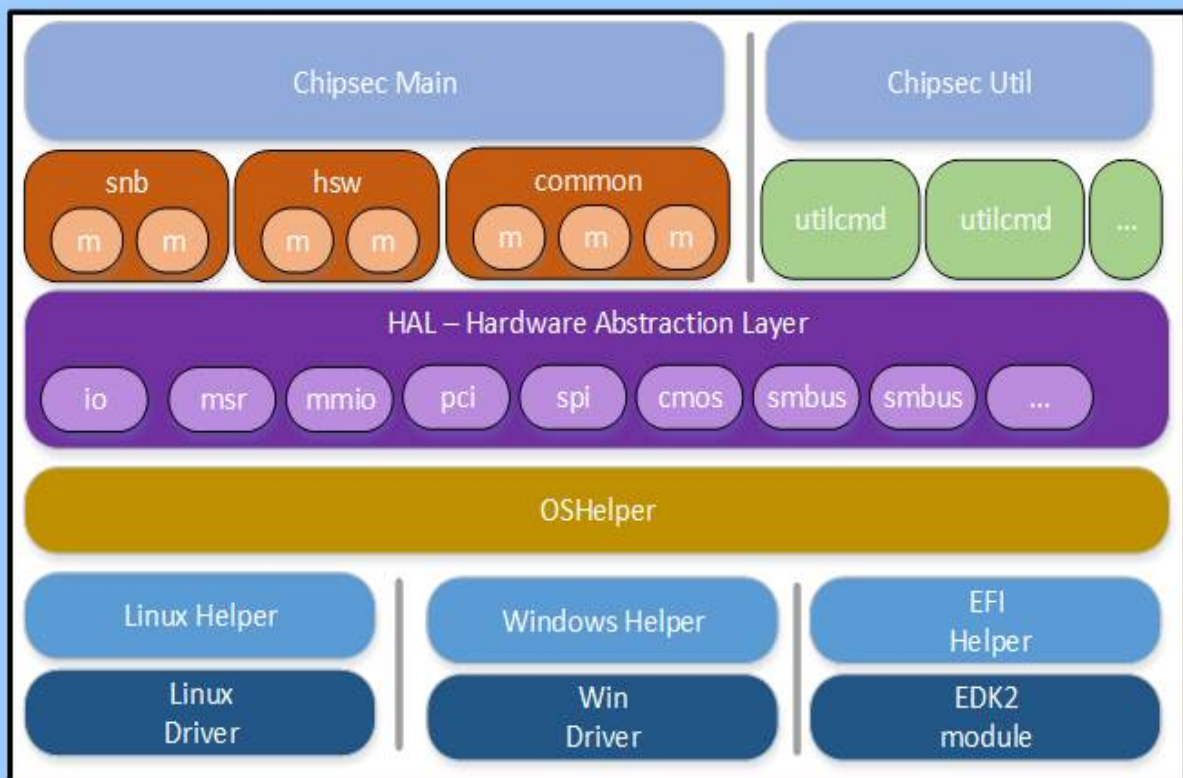 Chipsec Main
Chipsec Util
snb
hsw
common
m m
m m
m m m
utilcmd
utilcmd
...
HAL – Hardware Abstraction Layer
io
msr
mmio
pci
spi
cmos
smbus
smbus
...
OSHelper
Linux Helper
Windows Helper
EFI
Helper
Linux
Driver
Win
Driver
EDK2
module